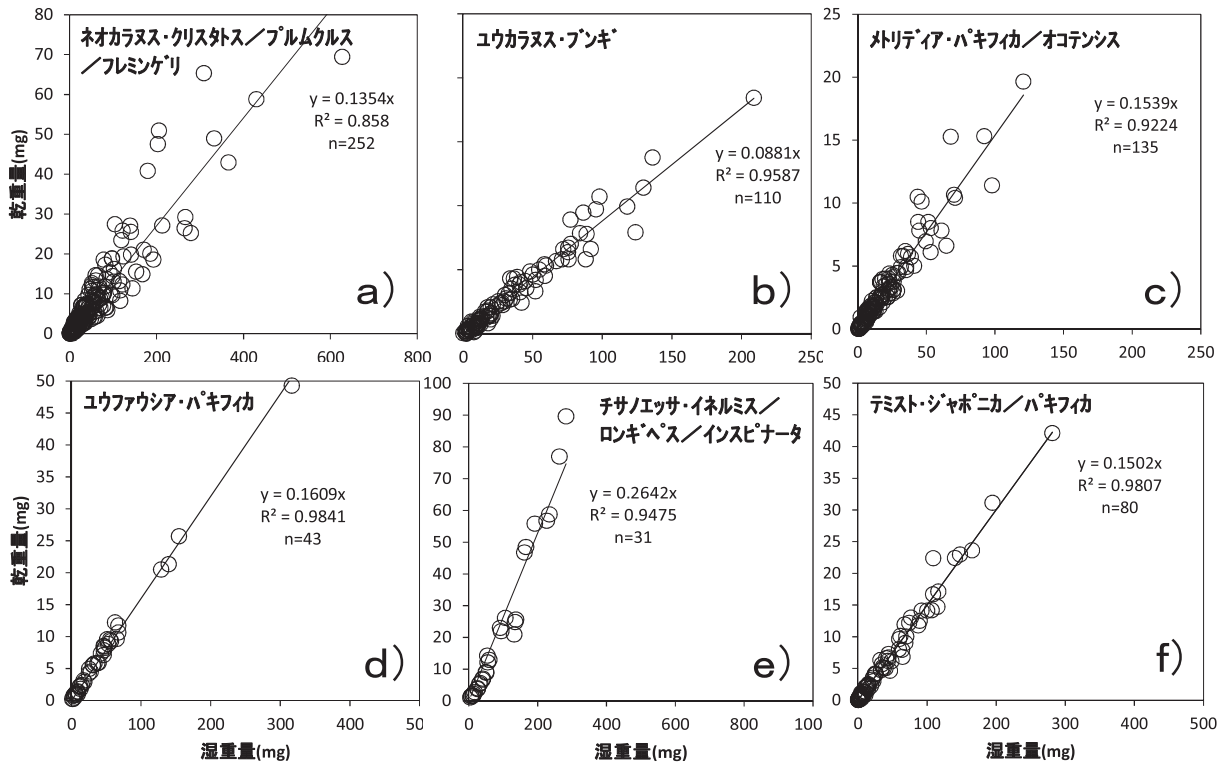 80
70
60
50
40
30
20
10
0
乾重量(mg)
ネオカラヌス・クリスタトス／プルムクルス
／フレミンゲリ
y = 0.1354x
R² = 0.858
n=252
a)
0
200
400
600
800
ユウカラヌス・ブンギ
y = 0.0881x
R² = 0.9587
n=110
b)
0
50
100
150
200
25
20
15
10
5
0
メトリディア・パキフィカ／オコテンシス
y = 0.1539x
R² = 0.9224
n=135
c)
0
50
100
150
200
250
50
45
40
35
30
25
20
15
10
5
0
乾重量(mg)
ユウファウシア・パキフィカ
y = 0.1609x
R² = 0.9841
n=43
d)
0
100
200
300
400
500
湿重量(mg)
100
90
80
70
60
50
40
30
20
10
0
チサノエッサ・イネルミス／
ロンギペス／インスピナータ
y = 0.2642x
R² = 0.9475
n=31
e)
0
200
400
600
800
湿重量(mg)
50
45
40
35
30
25
20
15
10
5
0
テミスト・ジャポニカ／パキフィカ
y = 0.1502x
R² = 0.9807
n=80
f)
0
100
200
300
400
500
湿重量(mg)